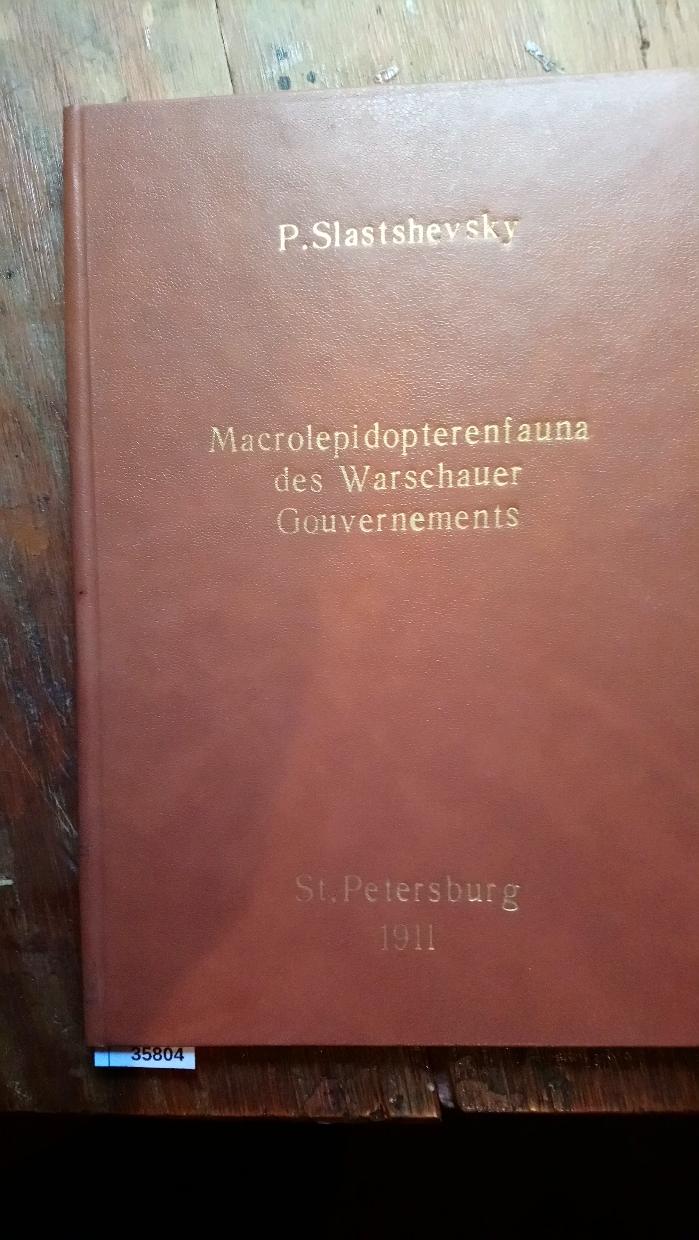 P.Slastshevsky
Macrolepidopterenfauna
des Warschauer
Gouvernements
St.Petersburg
1911
35804